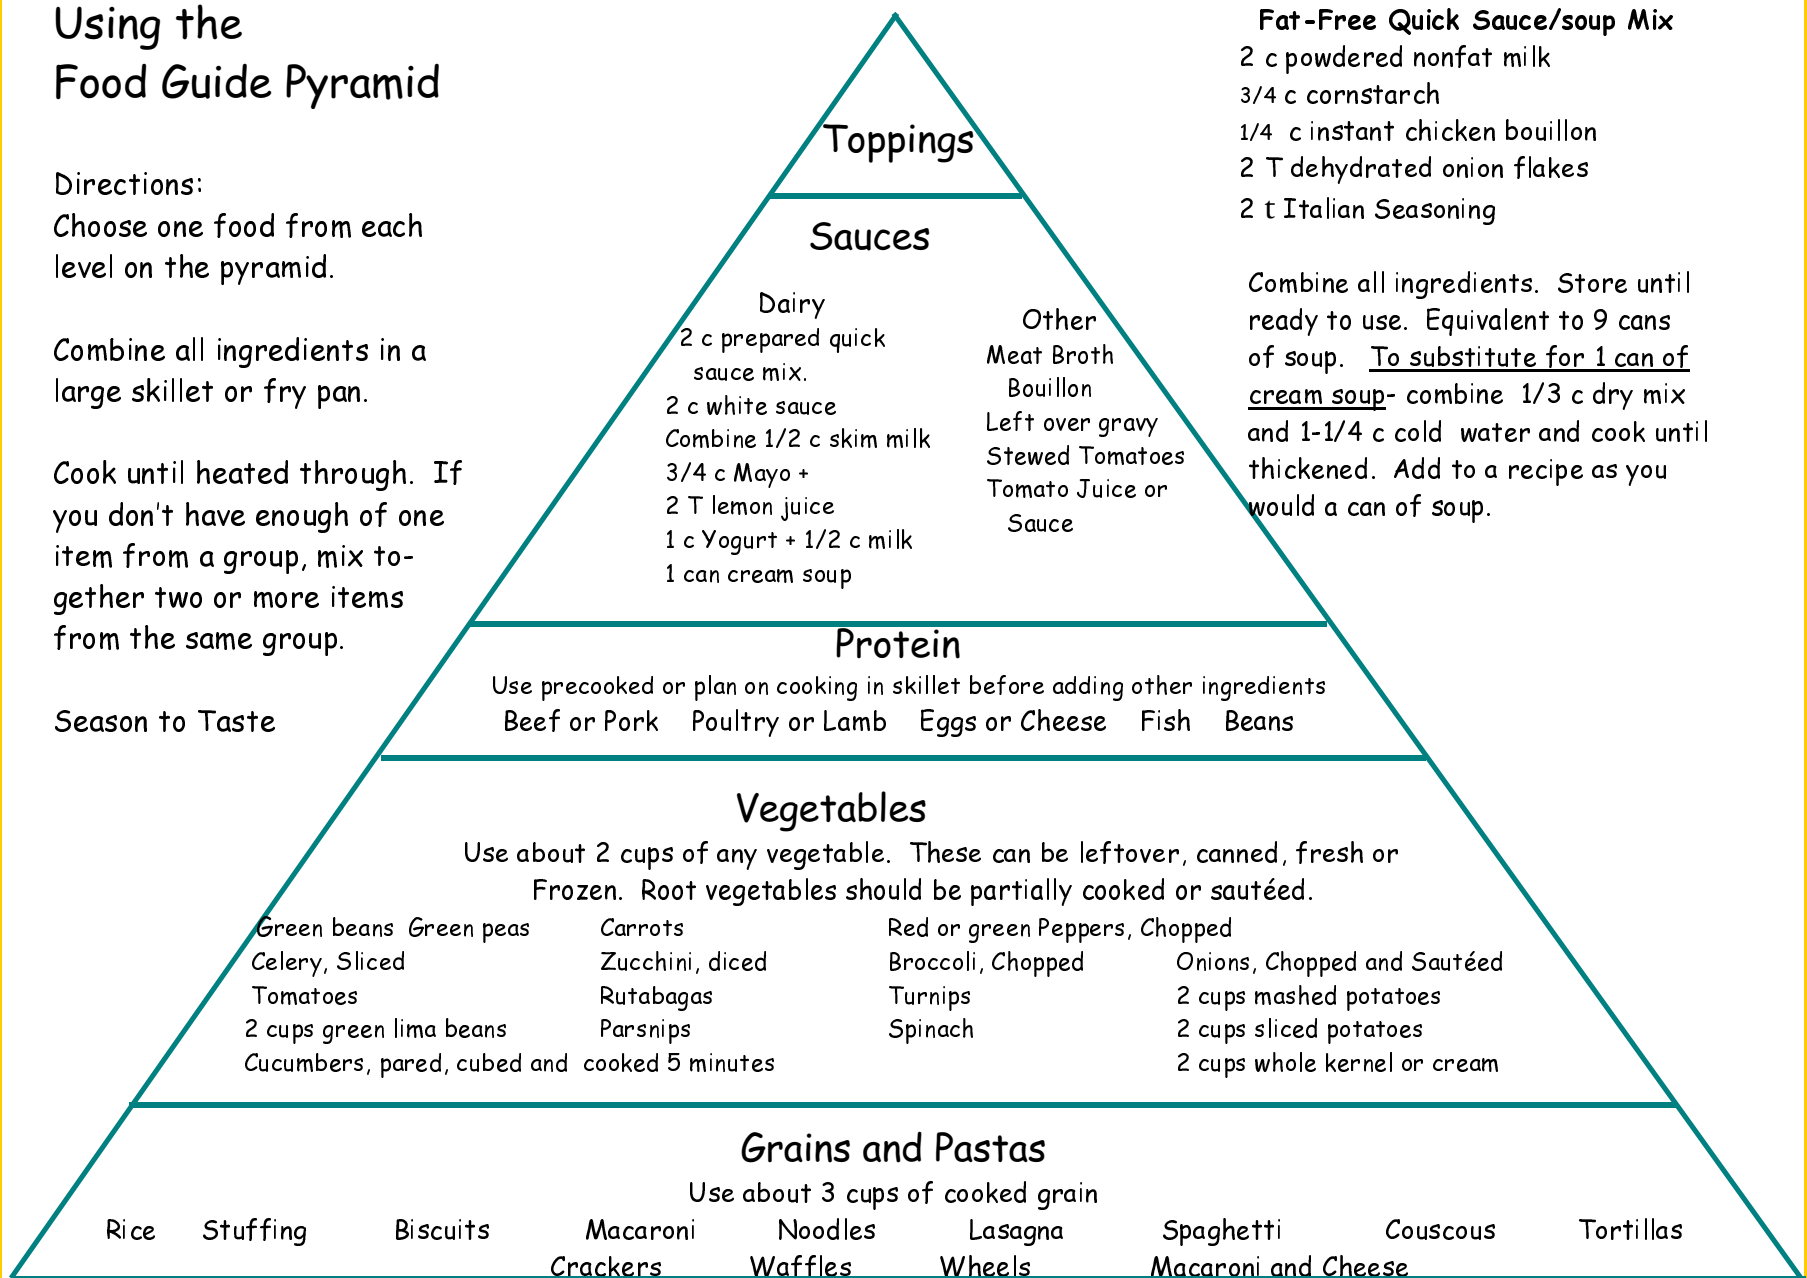 Using the
Food Guide Pyramid
Directions:
Choose one food from each
level on the pyramid.
Combine all ingredients in a
large skillet or fry pan.
Cook until heated through.  If
you don't have enough of one
item from a group, mix to-
gether two or more items
from the same group.
Season to Taste
Fat-Free Quick Sauce/soup Mix
2 c powdered nonfat milk
3/4 c cornstarch
1/4 c instant chicken bouillon
2 T dehydrated onion flakes
2 t Italian Seasoning
Combine all ingredients.  Store until
ready to use.  Equivalent to 9 cans
of soup.  To substitute for 1 can of
cream soup- combine 1/3 c dry mix
and 1-1/4 c cold water and cook until
thickened.  Add to a recipe as you
would a can of soup.
Toppings
Sauces
Dairy
2 c prepared quick
sauce mix.
2 c white sauce
Combine 1/2 c skim milk
3/4 c Mayo +
2 T lemon juice
1 c Yogurt + 1/2 c milk
1 can cream soup
Other
Meat Broth
Bouillon
Left over gravy
Stewed Tomatoes
Tomato Juice or
Sauce
Protein
Use precooked or plan on cooking in skillet before adding other ingredients
Beef or Pork Poultry or Lamb Eggs or Cheese Fish Beans
Vegetables
Use about 2 cups of any vegetable.  These can be leftover, canned, fresh or
Frozen.  Root vegetables should be partially cooked or sautéed.
Green beans Green peas Carrots Red or green Peppers, Chopped
Celery, Sliced Zucchini, diced Broccoli, Chopped Onions, Chopped and Sautéed
Tomatoes Rutabagas Turnips 2 cups mashed potatoes
2 cups green lima beans Parsnips Spinach 2 cups sliced potatoes
Cucumbers, pared, cubed and cooked 5 minutes 2 cups whole kernel or cream
Grains and Pastas
Use about 3 cups of cooked grain
Rice Stuffing Biscuits Macaroni Noodles Lasagna Spaghetti Couscous Tortillas
Crackers Waffles Wheels Macaroni and Cheese